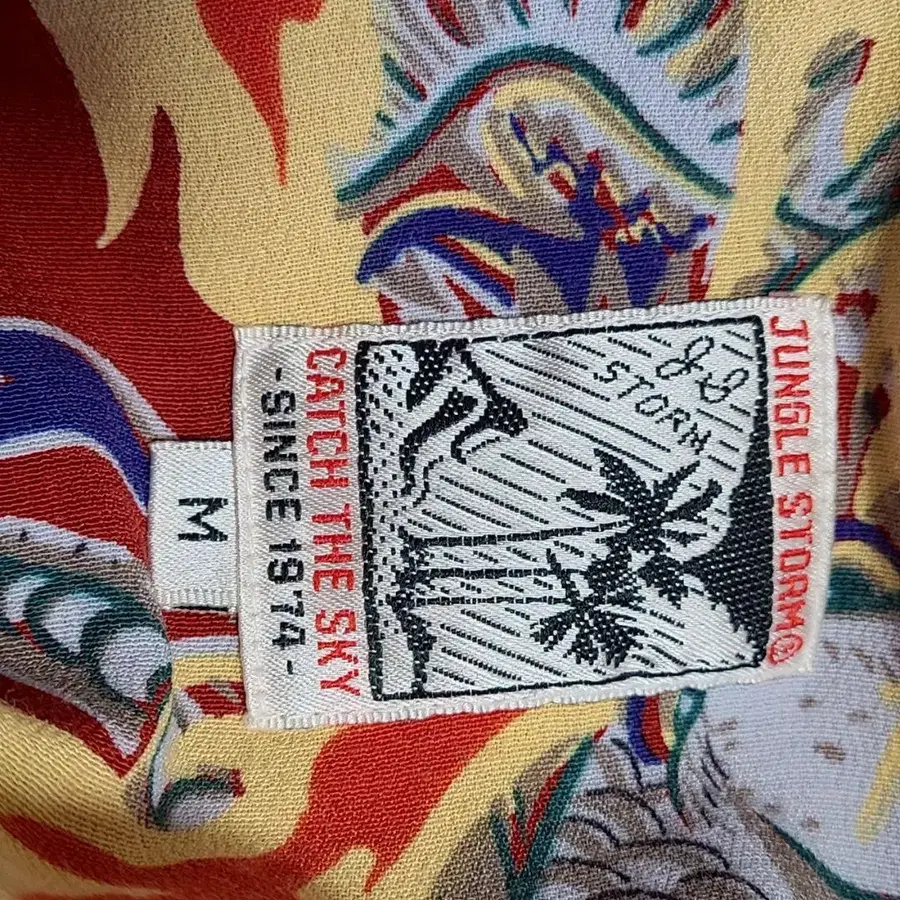 JUNGLE STORM®
STORM
CATCH THE SKY
-SINCE 1974-
M